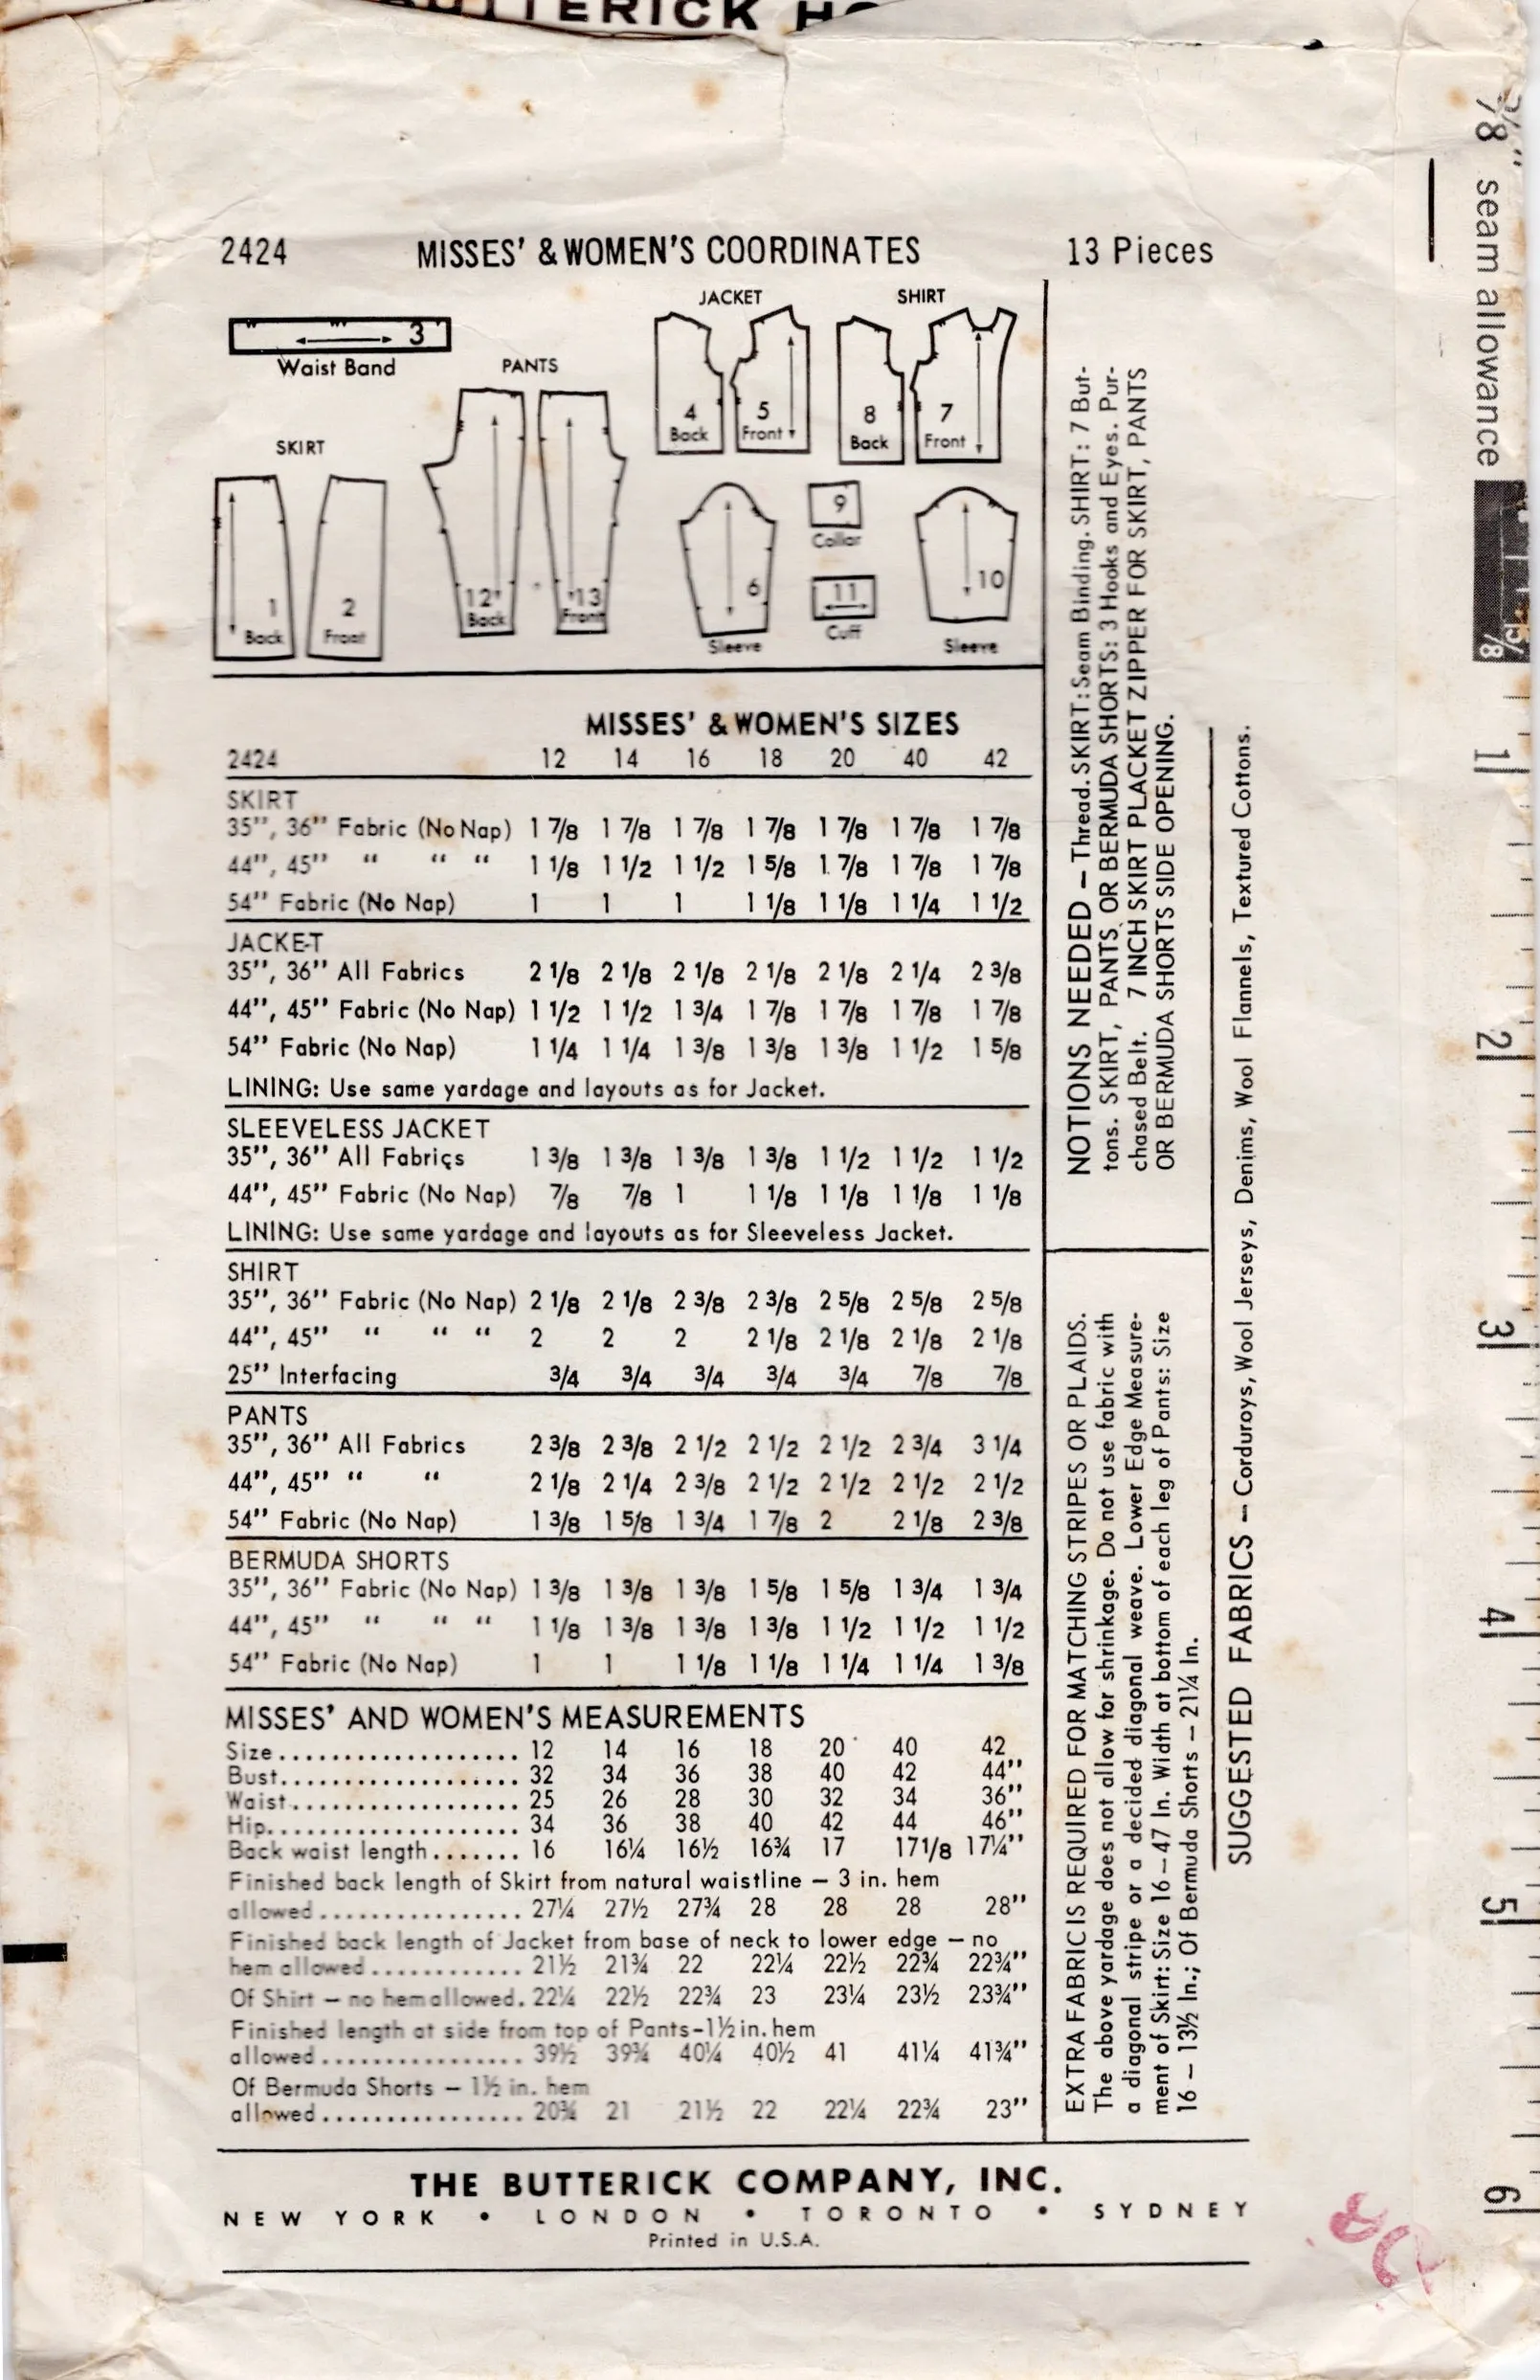 BUTTERICK
2424 MISSES' & WOMEN'S COORDINATES 13 Pieces
3
Waist Band
SKIRT
1
Back
2
Front
PANTS
12
Back
13
Front
JACKET
4
Back
5
Front
6
Sleeve
SHIRT
8
Back
7
Front
9
Collar
11
Cuff
10
Sleeve
MISSES' & WOMEN'S SIZES
2424 12 14 16 18 20 40 42
SKIRT
35", 36" Fabric (No Nap) 1 7/8 1 7/8 1 7/8 1 7/8 1 7/8 1 7/8 1 7/8
44", 45" " " " 1 1/8 1 1/2 1 1/2 1 5/8 1 7/8 1 7/8 1 7/8
54" Fabric (No Nap) 1 1 1 1 1/8 1 1/8 1 1/4 1 1/2
JACKET
35", 36" All Fabrics 2 1/8 2 1/8 2 1/8 2 1/8 2 1/8 2 1/4 2 3/8
44", 45" Fabric (No Nap) 1 1/2 1 1/2 1 3/4 1 7/8 1 7/8 1 7/8 1 7/8
54" Fabric (No Nap) 1 1/4 1 1/4 1 3/8 1 3/8 1 3/8 1 1/2 1 5/8
LINING: Use same yardage and layouts as for Jacket.
SLEEVELESS JACKET
35", 36" All Fabrics 1 3/8 1 3/8 1 3/8 1 3/8 1 1/2 1 1/2 1 1/2
44", 45" Fabric (No Nap) 7/8 7/8 1 1 1/8 1 1/8 1 1/8 1 1/8
LINING: Use same yardage and layouts as for Sleeveless Jacket.
SHIRT
35", 36" Fabric (No Nap) 2 1/8 2 1/8 2 3/8 2 3/8 2 5/8 2 5/8 2 5/8
44", 45" " " " 2 2 2 2 1/8 2 1/8 2 1/8 2 1/8
25" Interfacing 3/4 3/4 3/4 3/4 3/4 7/8 7/8
PANTS
35", 36" All Fabrics 2 3/8 2 3/8 2 1/2 2 1/2 2 1/2 2 3/4 3 1/4
44", 45" " " 2 1/8 2 1/4 2 3/8 2 1/2 2 1/2 2 1/2 2 1/2
54" Fabric (No Nap) 1 3/8 1 5/8 1 3/4 1 7/8 2 2 1/8 2 3/8
BERMUDA SHORTS
35", 36" Fabric (No Nap) 1 3/8 1 3/8 1 3/8 1 5/8 1 5/8 1 3/4 1 3/4
44", 45" " " " 1 1/8 1 3/8 1 3/8 1 3/8 1 1/2 1 1/2 1 1/2
54" Fabric (No Nap) 1 1 1 1/8 1 1/8 1 1/4 1 1/4 1 3/8
MISSES' AND WOMEN'S MEASUREMENTS
Size................... 12 14 16 18 20 40 42
Bust.................... 32 34 36 38 40 42 44"
Waist.................. 25 26 28 30 32 34 36"
Hip..................... 34 36 38 40 42 44 46"
Back waist length....... 16 16¼ 16½ 16¾ 17 17 1/8 17¼"
Finished back length of Skirt from natural waistline – 3 in. hem
allowed................ 27¼ 27½ 27¾ 28 28 28 28"
Finished back length of Jacket from base of neck to lower edge – no
hem allowed............ 21½ 21¾ 22 22¼ 22½ 22¾ 22¾"
Of Shirt – no hem allowed. 22¼ 22½ 22¾ 23 23¼ 23½ 23¾"
Finished length at side from top of Pants-1½ in. hem
allowed................ 39½ 39¾ 40¼ 40½ 41 41¼ 41¾"
Of Bermuda Shorts – 1½ in. hem
allowed................ 20¾ 21 21½ 22 22¼ 22¾ 23"
NOTIONS NEEDED – Thread. SKIRT: Seam Binding. SHIRT: 7 But-
tons. SKIRT, PANTS, OR BERMUDA SHORTS: 3 Hooks and Eyes. Pur-
chased Belt. 7 INCH SKIRT PLACKET ZIPPER FOR SKIRT, PANTS
OR BERMUDA SHORTS SIDE OPENING.
EXTRA FABRIC IS REQUIRED FOR MATCHING STRIPES OR PLAIDS.
The above yardage does not allow for shrinkage. Do not use fabric with
a diagonal stripe or a decided diagonal weave. Lower Edge Measure-
ment of Skirt: Size 16 – 47 In. Width at bottom of each leg of Pants: Size
16 – 13½ In.; Of Bermuda Shorts – 21¼ In.
SUGGESTED FABRICS – Corduroys, Wool Jerseys, Denims, Wool Flannels, Textured Cottons.
THE BUTTERICK COMPANY, INC.
NEW YORK • LONDON • TORONTO • SYDNEY
Printed in U.S.A.
seam allowance
5/8
1
2
3
4
5
6